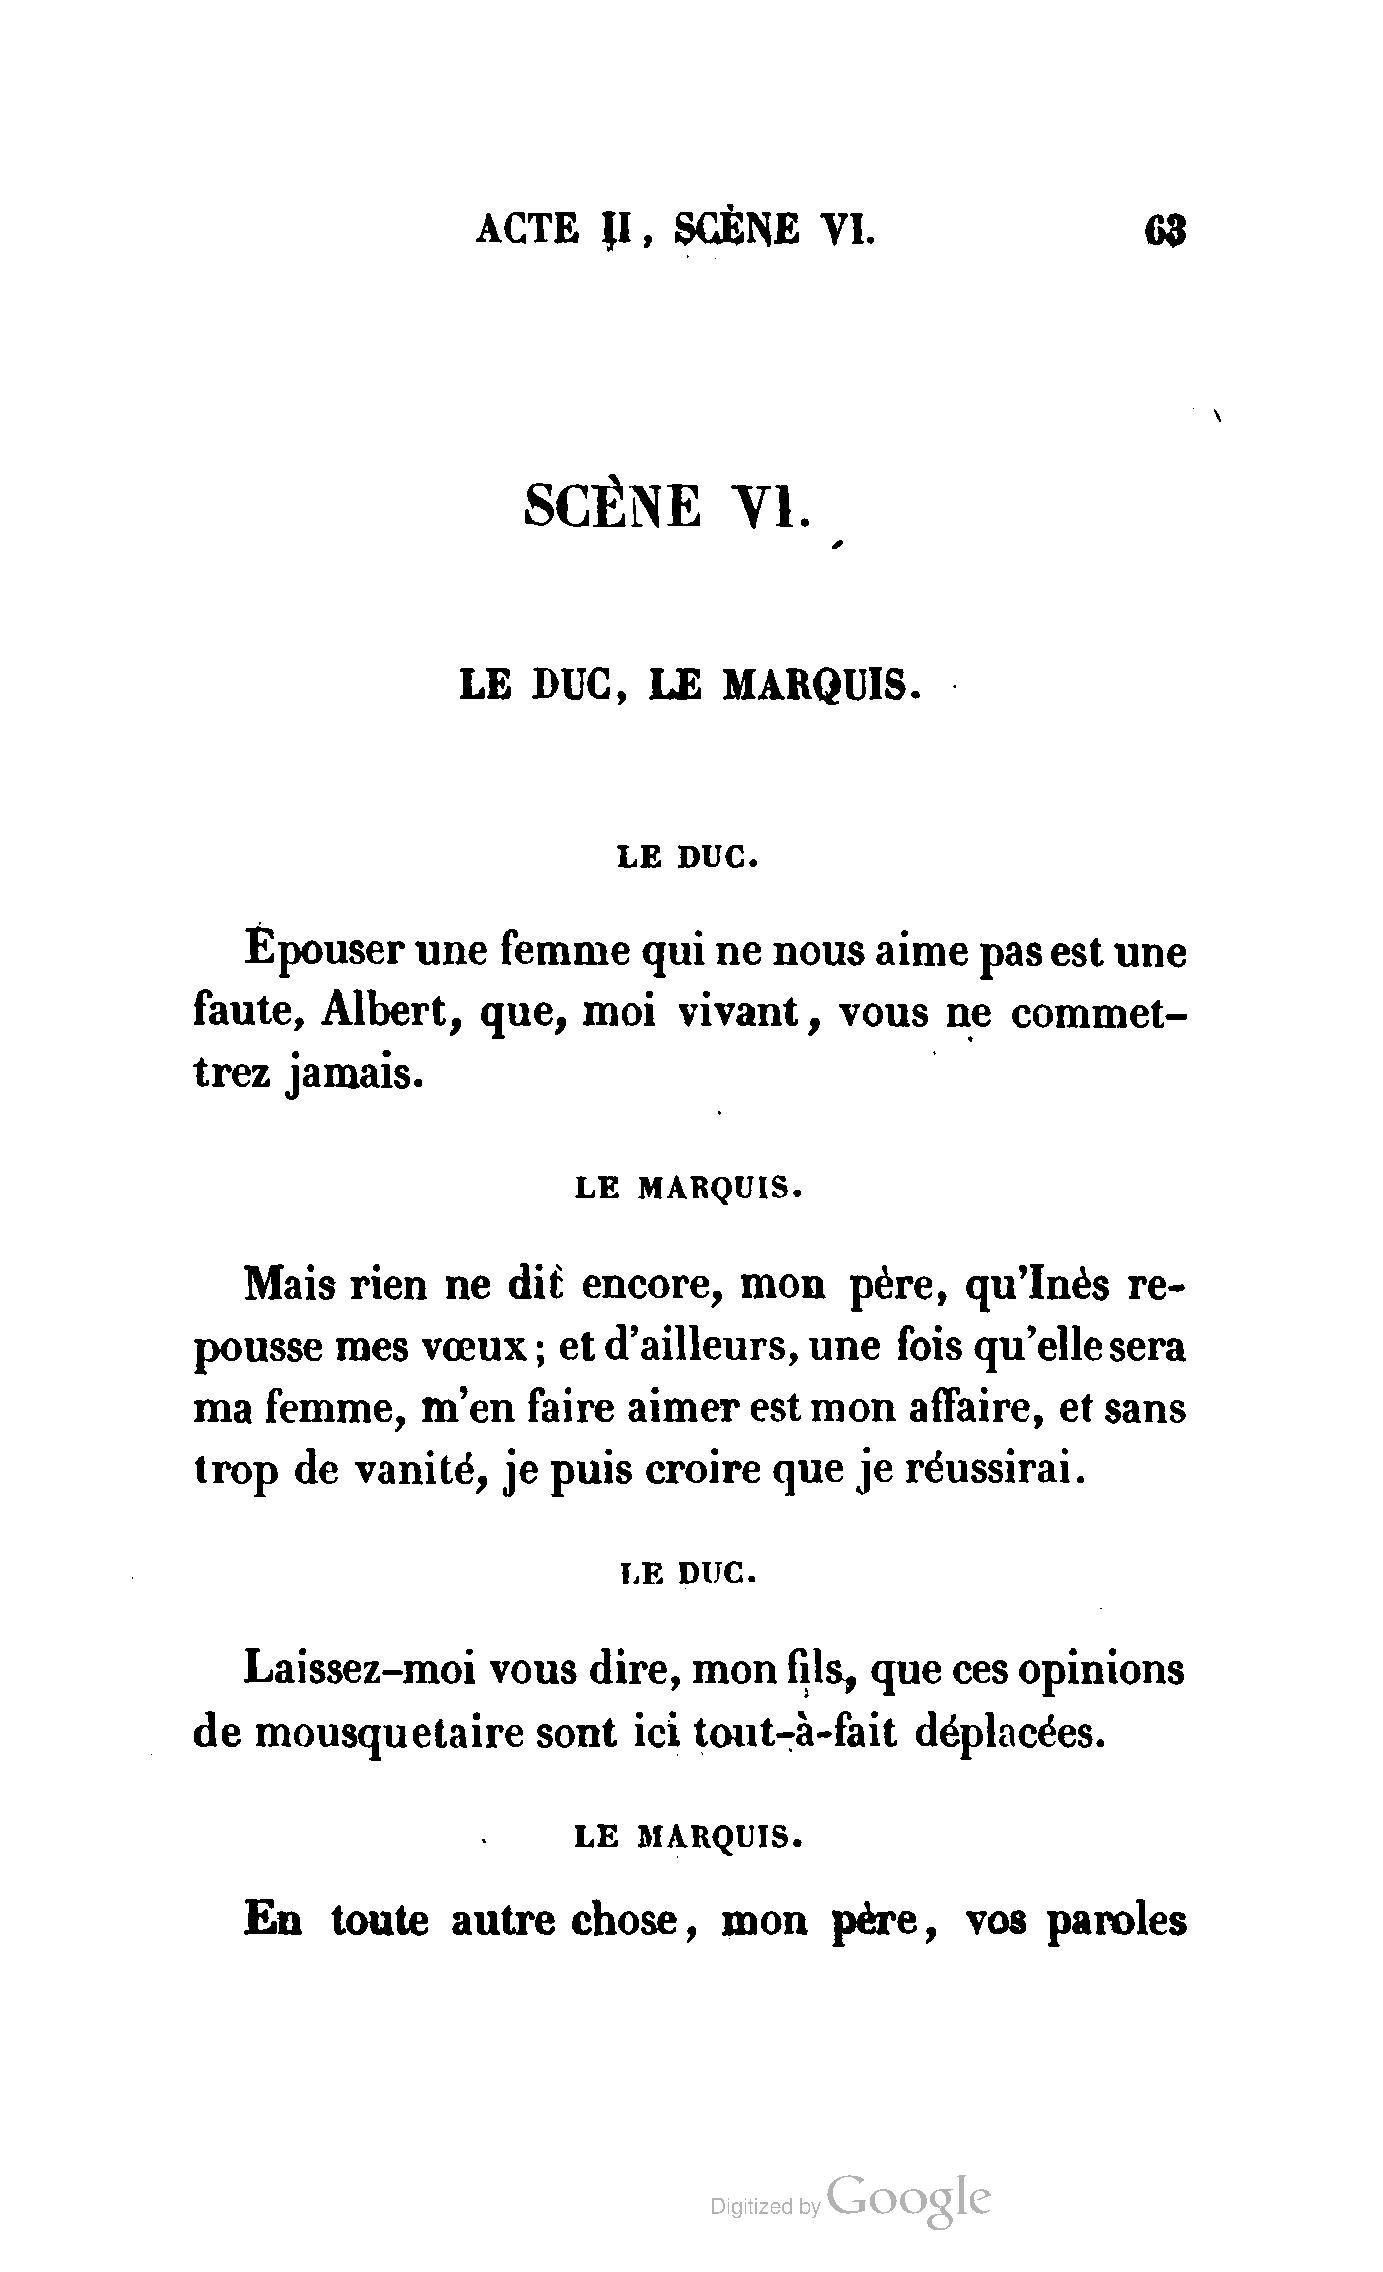 ACTE II, SCÈNE VI. 63
SCÈNE VI.
LE DUC, LE MARQUIS.
LE DUC.
Épouser une femme qui ne nous aime pas est une
faute, Albert, que, moi vivant, vous ne commet-
trez jamais.
LE MARQUIS.
Mais rien ne dit encore, mon père, qu'Inès re-
pousse mes vœux; et d'ailleurs, une fois qu'elle sera
ma femme, m'en faire aimer est mon affaire, et sans
trop de vanité, je puis croire que je réussirai.
LE DUC.
Laissez-moi vous dire, mon fils, que ces opinions
de mousquetaire sont ici tout-à-fait déplacées.
LE MARQUIS.
En toute autre chose, mon père, vos paroles
Digitized by Google